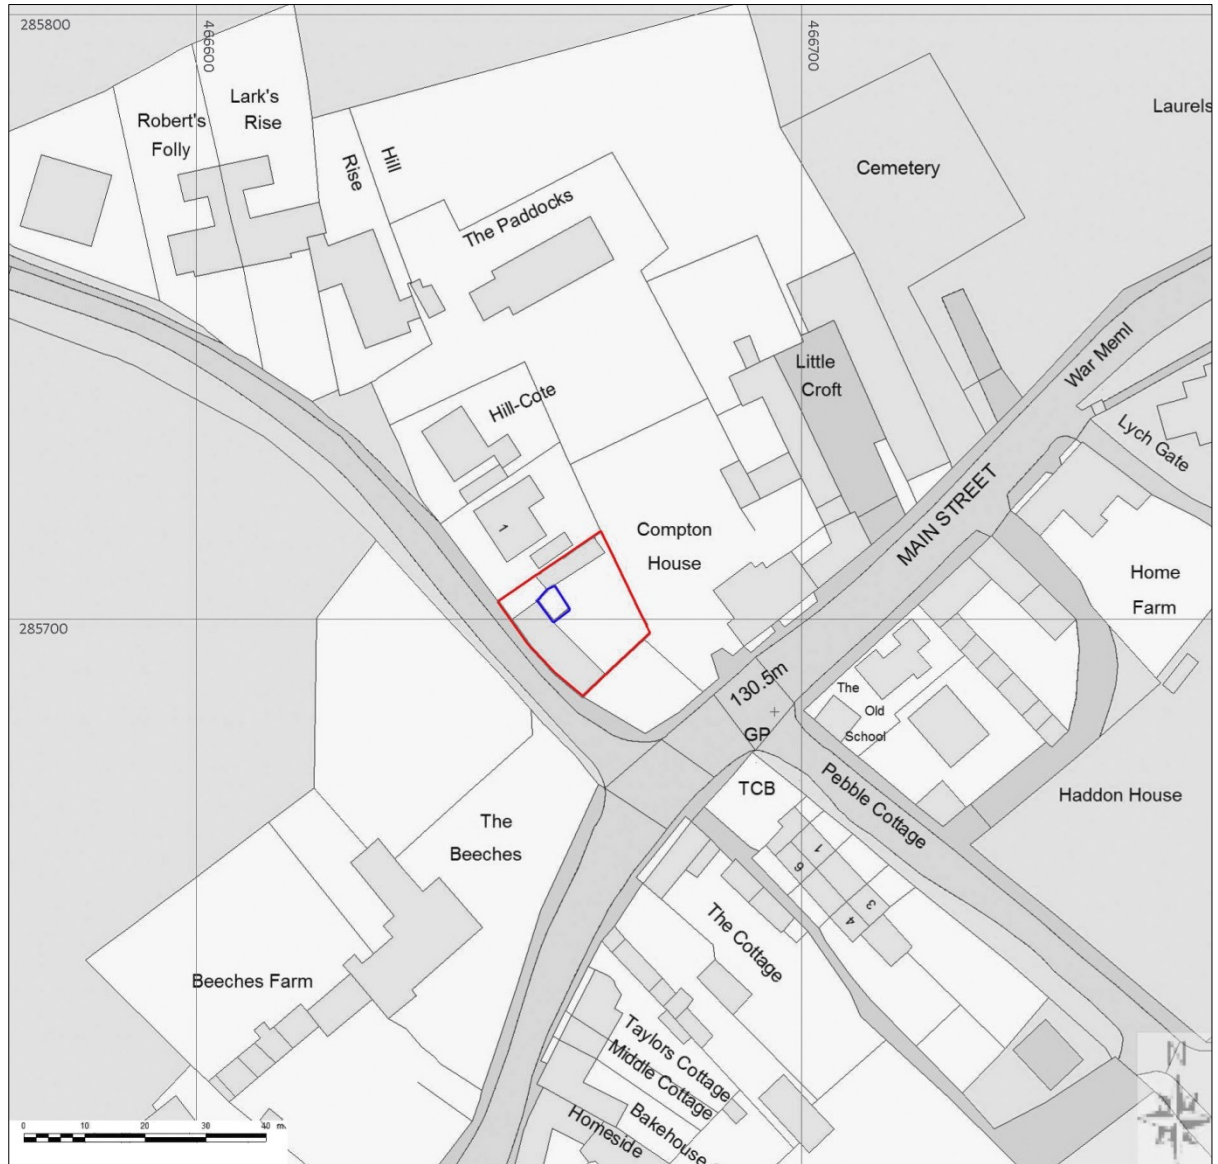 285800
466600
466700
Lark's
Rise
Robert's
Folly
Laurels
Hill
Rise
Cemetery
The Paddocks
War Meml
Little
Croft
Hill-Cote
Lych Gate
MAIN STREET
1
Compton
House
Home
Farm
285700
130.5m
The
Old
School
GP
TCB
Pebble Cottage
Haddon House
The
Beeches
1
6
3
4
The Cottage
Beeches Farm
Taylors Cottage
Middle Cottage
Bakehouse
Homeside
N
0 10 20 30 40 m.